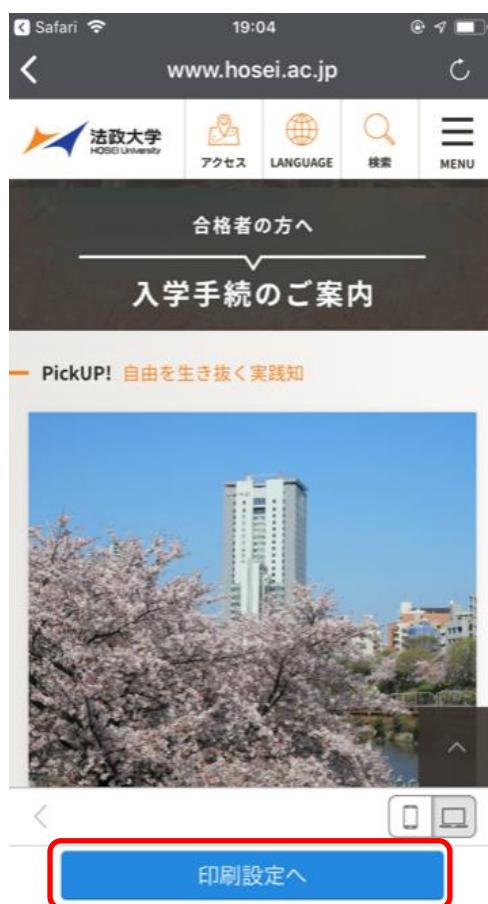 Safari 19:04
www.hosei.ac.jp
法政大学
HOSEI University
アクセス LANGUAGE 検索 MENU
合格者の方へ
入学手続のご案内
PickUP! 自由を生き抜く実践知
印刷設定へ